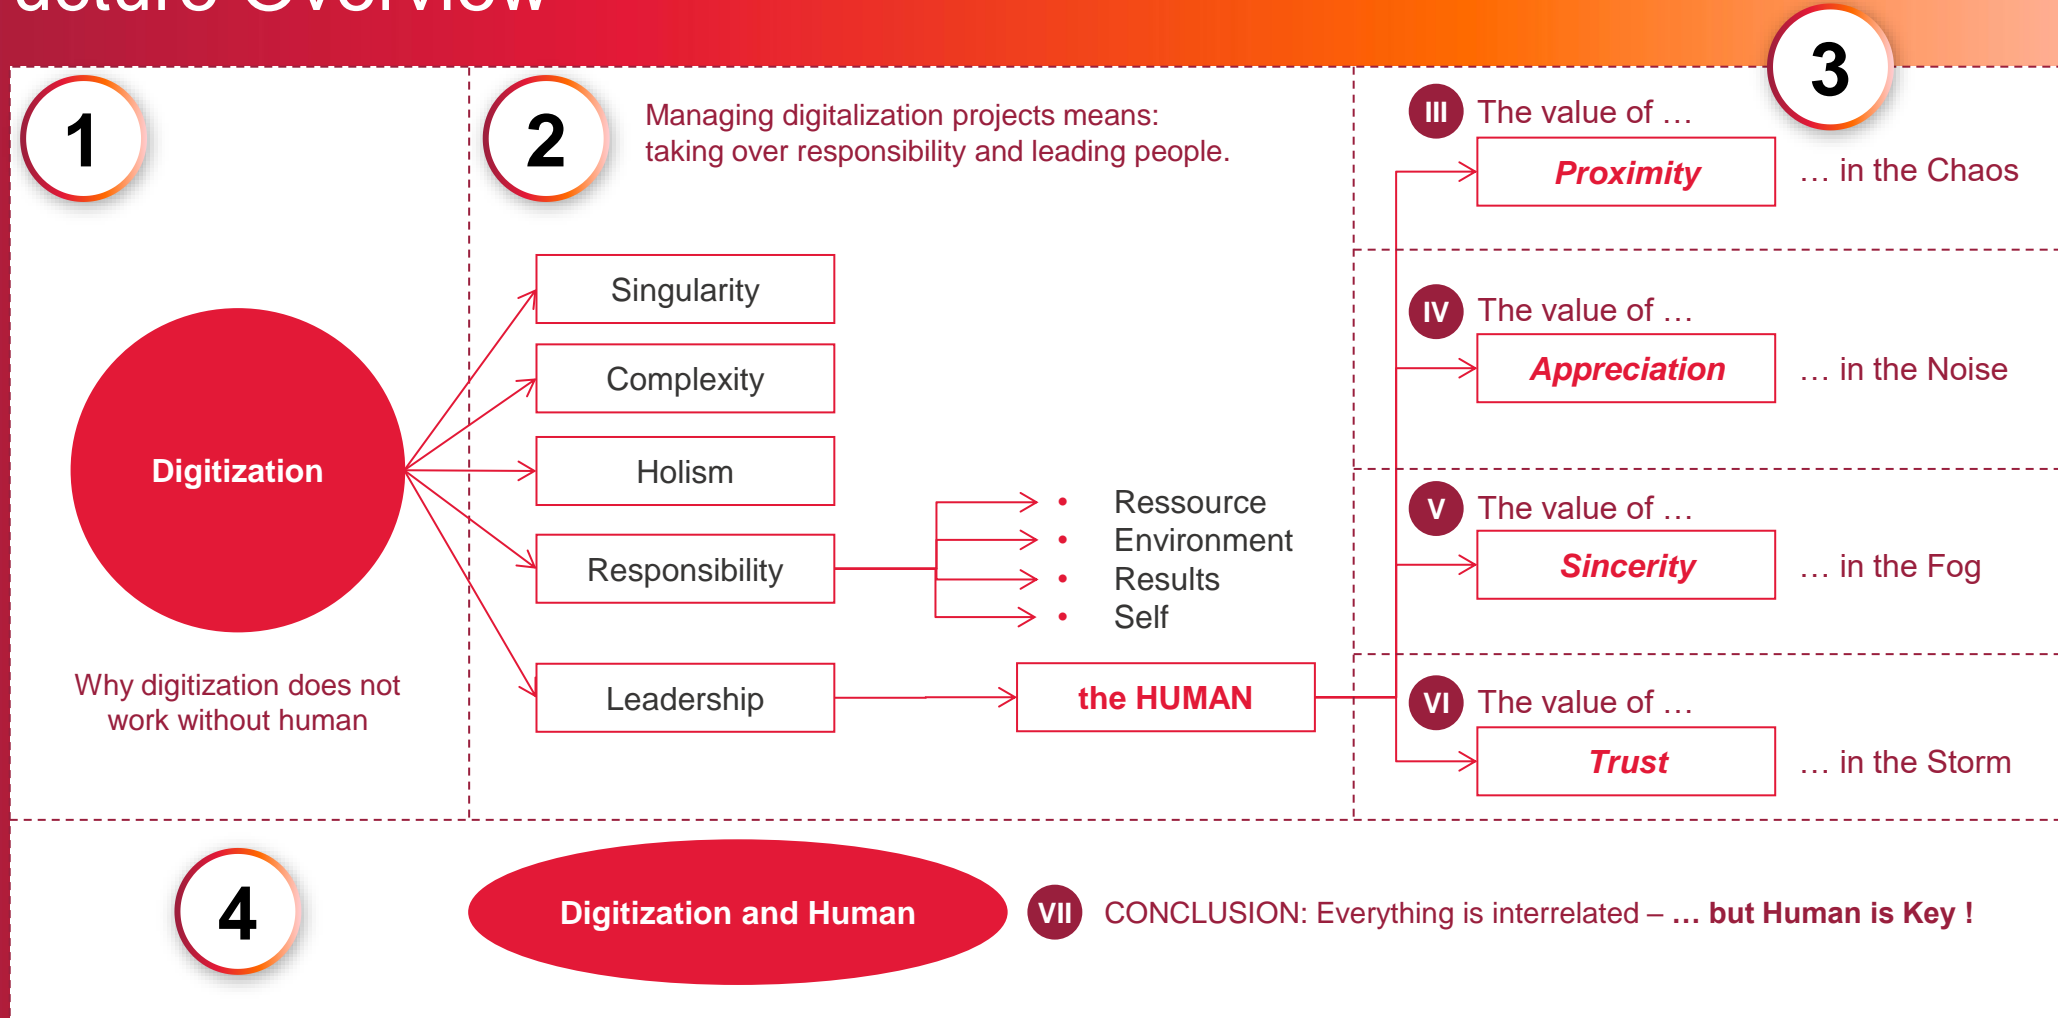 Overview
1
Digitization
Why digitization does not
work without human
2
Managing digitalization projects means:
taking over responsibility and leading people.
Singularity
Complexity
Holism
Responsibility
Leadership
• Ressource
• Environment
• Results
• Self
the HUMAN
3
III The value of …
Proximity … in the Chaos
IV The value of …
Appreciation … in the Noise
V The value of …
Sincerity … in the Fog
VI The value of …
Trust … in the Storm
4
Digitization and Human
VII CONCLUSION: Everything is interrelated – … but Human is Key !